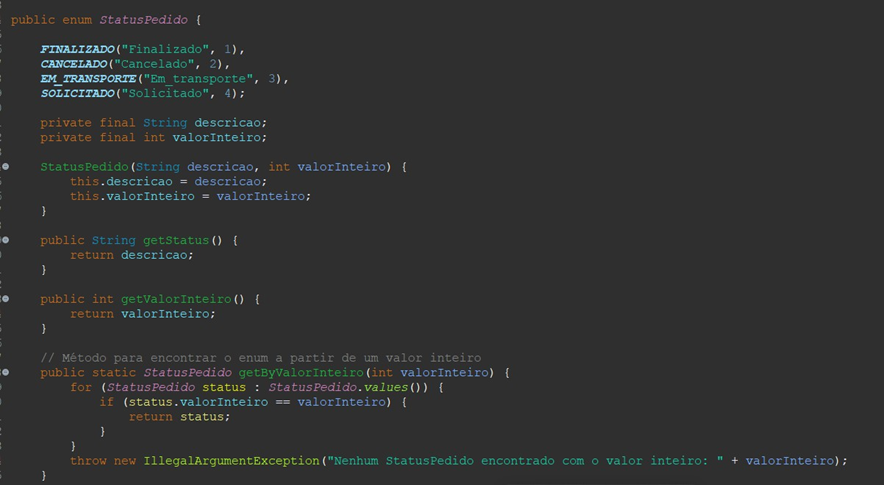 public enum StatusPedido {
FINALIZADO("Finalizado", 1),
CANCELADO("Cancelado", 2),
EM_TRANSPORTE("Em_transporte", 3),
SOLICITADO("Solicitado", 4);
private final String descricao;
private final int valorInteiro;
StatusPedido(String descricao, int valorInteiro) {
this.descricao = descricao;
this.valorInteiro = valorInteiro;
}
public String getStatus() {
return descricao;
}
public int getValorInteiro() {
return valorInteiro;
}
// Método para encontrar o enum a partir de um valor inteiro
public static StatusPedido getByValorInteiro(int valorInteiro) {
for (StatusPedido status : StatusPedido.values()) {
if (status.valorInteiro == valorInteiro) {
return status;
}
}
throw new IllegalArgumentException("Nenhum StatusPedido encontrado com o valor inteiro: " + valorInteiro);
}